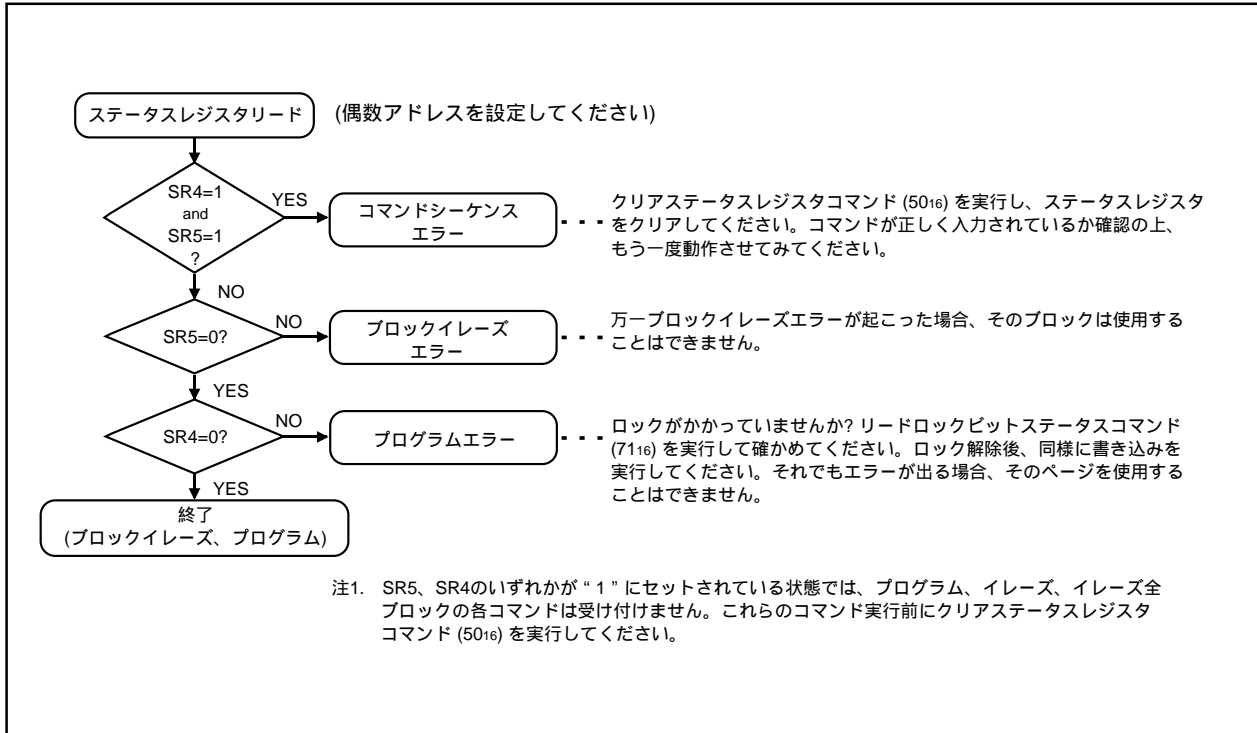 ステータスレジスタリード
(偶数アドレスを設定してください)
SR4=1
and
SR5=1
?
YES
コマンドシーケンス
エラー
クリアステータスレジスタコマンド (5016) を実行し、ステータスレジスタ
をクリアしてください。コマンドが正しく入力されているか確認の上、
もう一度動作させてみてください。
NO
SR5=0?
NO
ブロックイレーズ
エラー
万一ブロックイレーズエラーが起こった場合、そのブロックは使用する
ことはできません。
YES
SR4=0?
NO
プログラムエラー
ロックがかかっていませんか? リードロックビットステータスコマンド
(7116) を実行して確かめてください。ロック解除後、同様に書き込みを
実行してください。それでもエラーが出る場合、そのページを使用する
ことはできません。
YES
終了
(ブロックイレーズ、プログラム)
注1. SR5、SR4のいずれかが “ 1 ” にセットされている状態では、プログラム、イレーズ、イレーズ全
ブロックの各コマンドは受け付けません。これらのコマンド実行前にクリアステータスレジスタ
コマンド (5016) を実行してください。